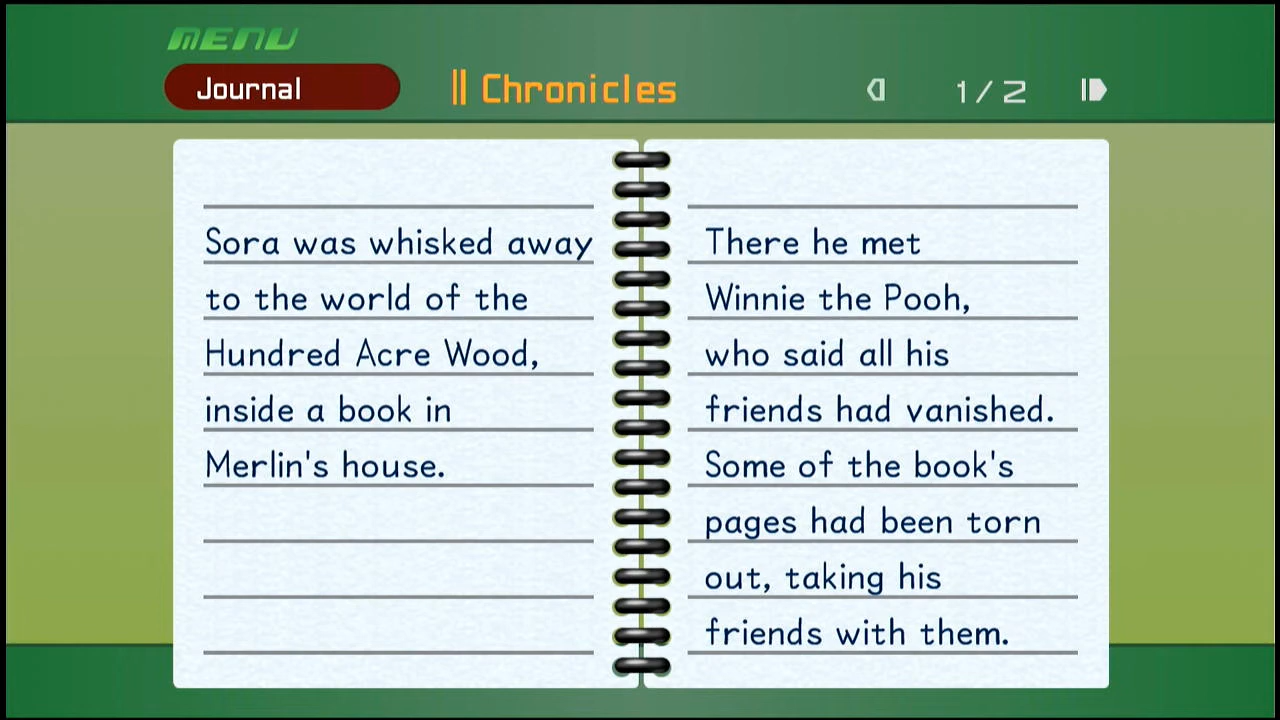 MENU
Journal
Chronicles
1/2
Sora was whisked away
to the world of the
Hundred Acre Wood,
inside a book in
Merlin's house.
There he met
Winnie the Pooh,
who said all his
friends had vanished.
Some of the book's
pages had been torn
out, taking his
friends with them.